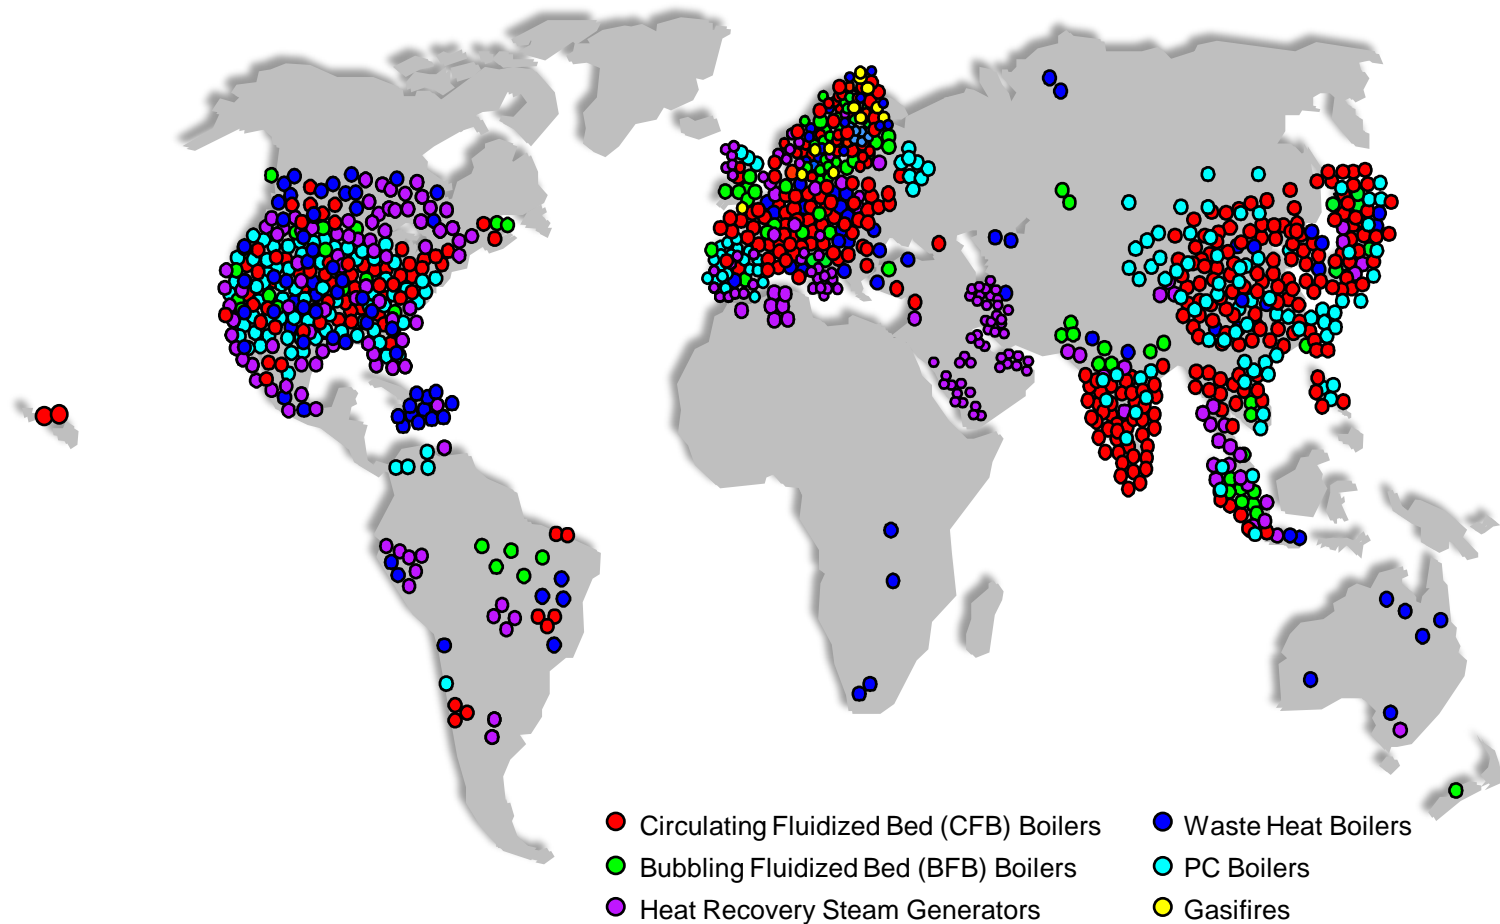 Circulating Fluidized Bed (CFB) Boilers
Waste Heat Boilers
Bubbling Fluidized Bed (BFB) Boilers
PC Boilers
Heat Recovery Steam Generators
Gasifires